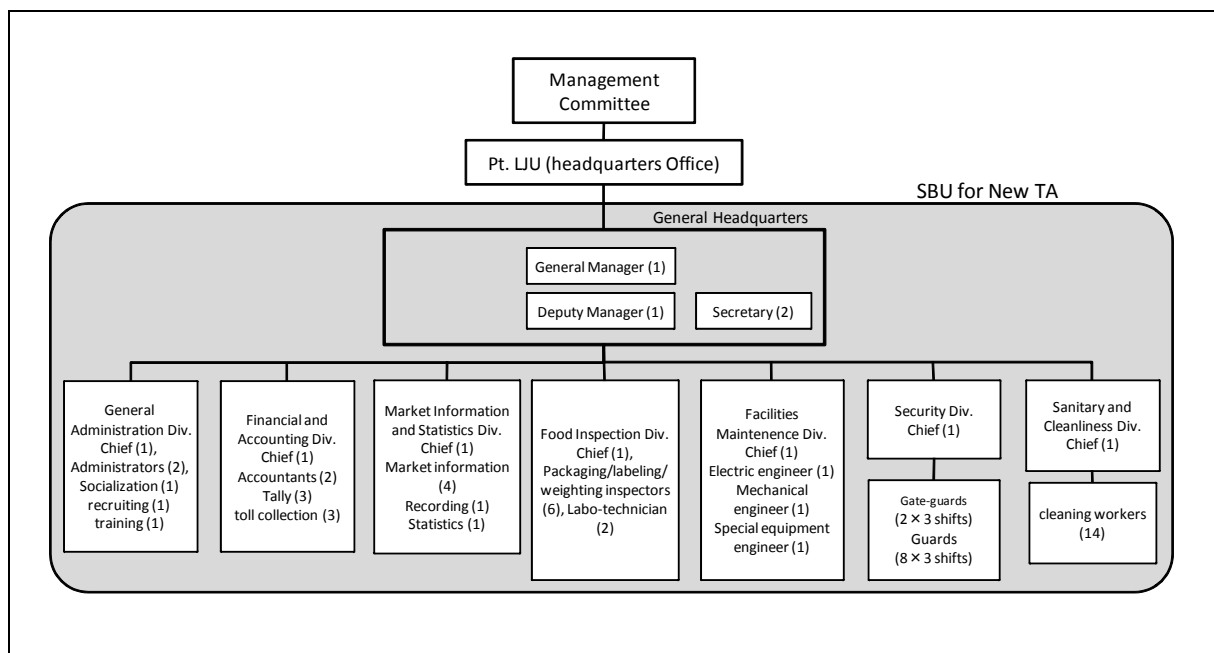 Management
Committee
Pt. LJU (headquarters Office)
SBU for New TA
General Headquarters
General Manager (1)
Deputy Manager (1)
Secretary (2)
General
Administration Div.
Chief (1),
Administrators (2),
Socialization (1)
recruiting (1)
training (1)
Financial and
Accounting Div.
Chief (1)
Accountants (2)
Tally (3)
toll collection (3)
Market Information
and Statistics Div.
Chief (1)
Market information
(4)
Recording (1)
Statistics (1)
Food Inspection Div.
Chief (1),
Packaging/labeling/
weighting inspectors
(6), Labo-technician
(2)
Facilities
Maintenence Div.
Chief (1)
Electric engineer (1)
Mechanical
engineer (1)
Special equipment
engineer (1)
Security Div.
Chief (1)
Gate-guards
(2 × 3 shifts)
Guards
(8 × 3 shifts)
Sanitary and
Cleanliness Div.
Chief (1)
cleaning workers
(14)